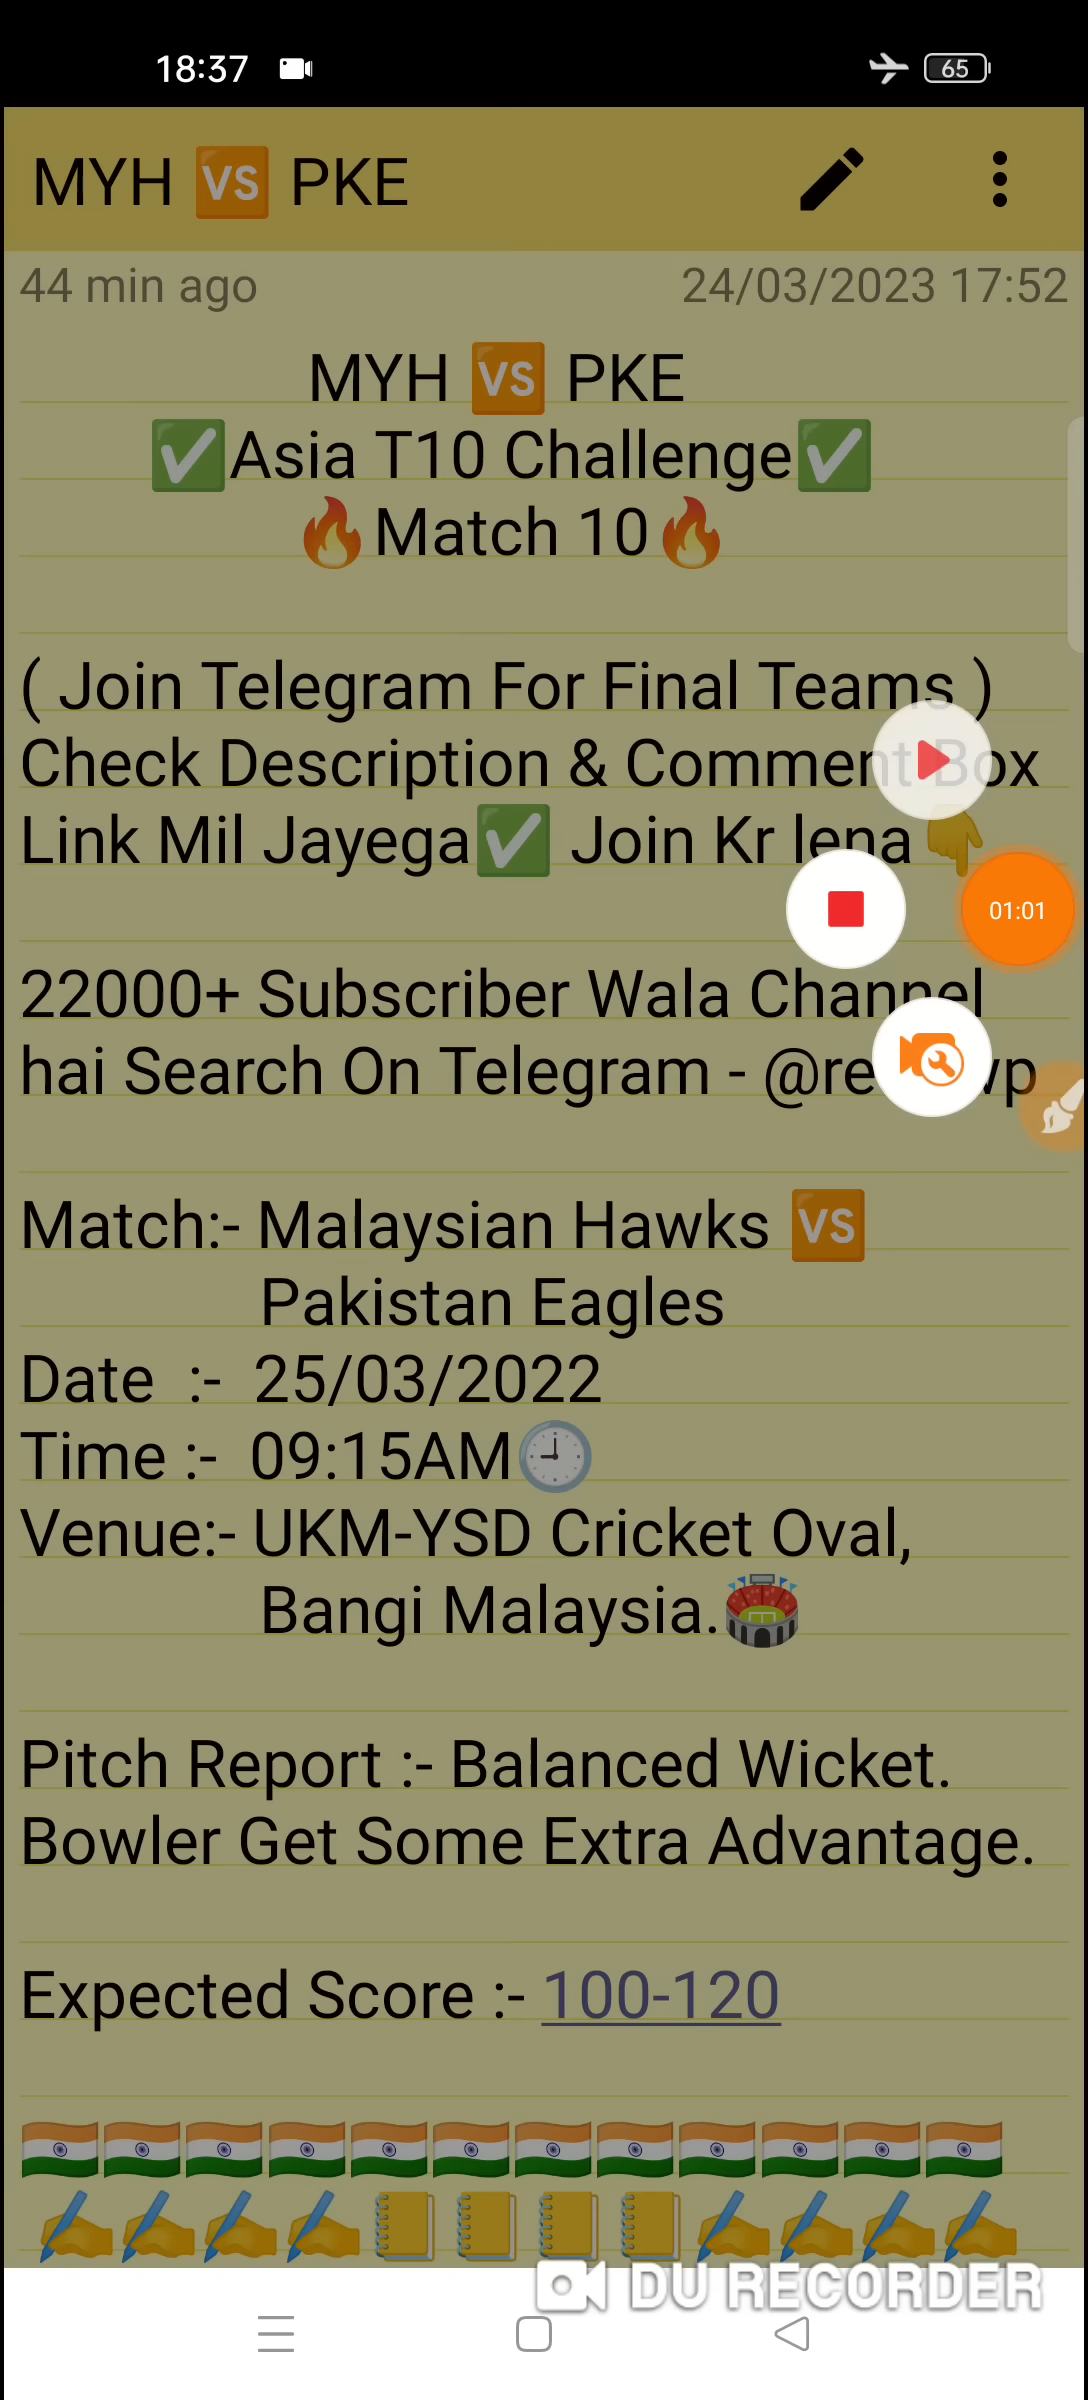 18:37
65
MYH 🆚 PKE
44 min ago 24/03/2023 17:52
MYH 🆚 PKE
✅Asia T10 Challenge✅
🔥Match 10🔥
( Join Telegram For Final Teams )
Check Description & Comment Box
Link Mil Jayega✅ Join Kr lena👇
01:01
22000+ Subscriber Wala Channel
hai Search On Telegram -
Match:- Malaysian Hawks 🆚
Pakistan Eagles
Date :- 25/03/2022
Time :- 09:15AM🕘
Venue:- UKM-YSD Cricket Oval,
Bangi Malaysia.🏟
Pitch Report :- Balanced Wicket.
Bowler Get Some Extra Advantage.
Expected Score :- 100-120
🇮🇳🇮🇳🇮🇳🇮🇳🇮🇳🇮🇳🇮🇳🇮🇳🇮🇳🇮🇳🇮🇳🇮🇳
✍✍✍✍📒📒📒📒✍✍✍✍
DU RECORDER